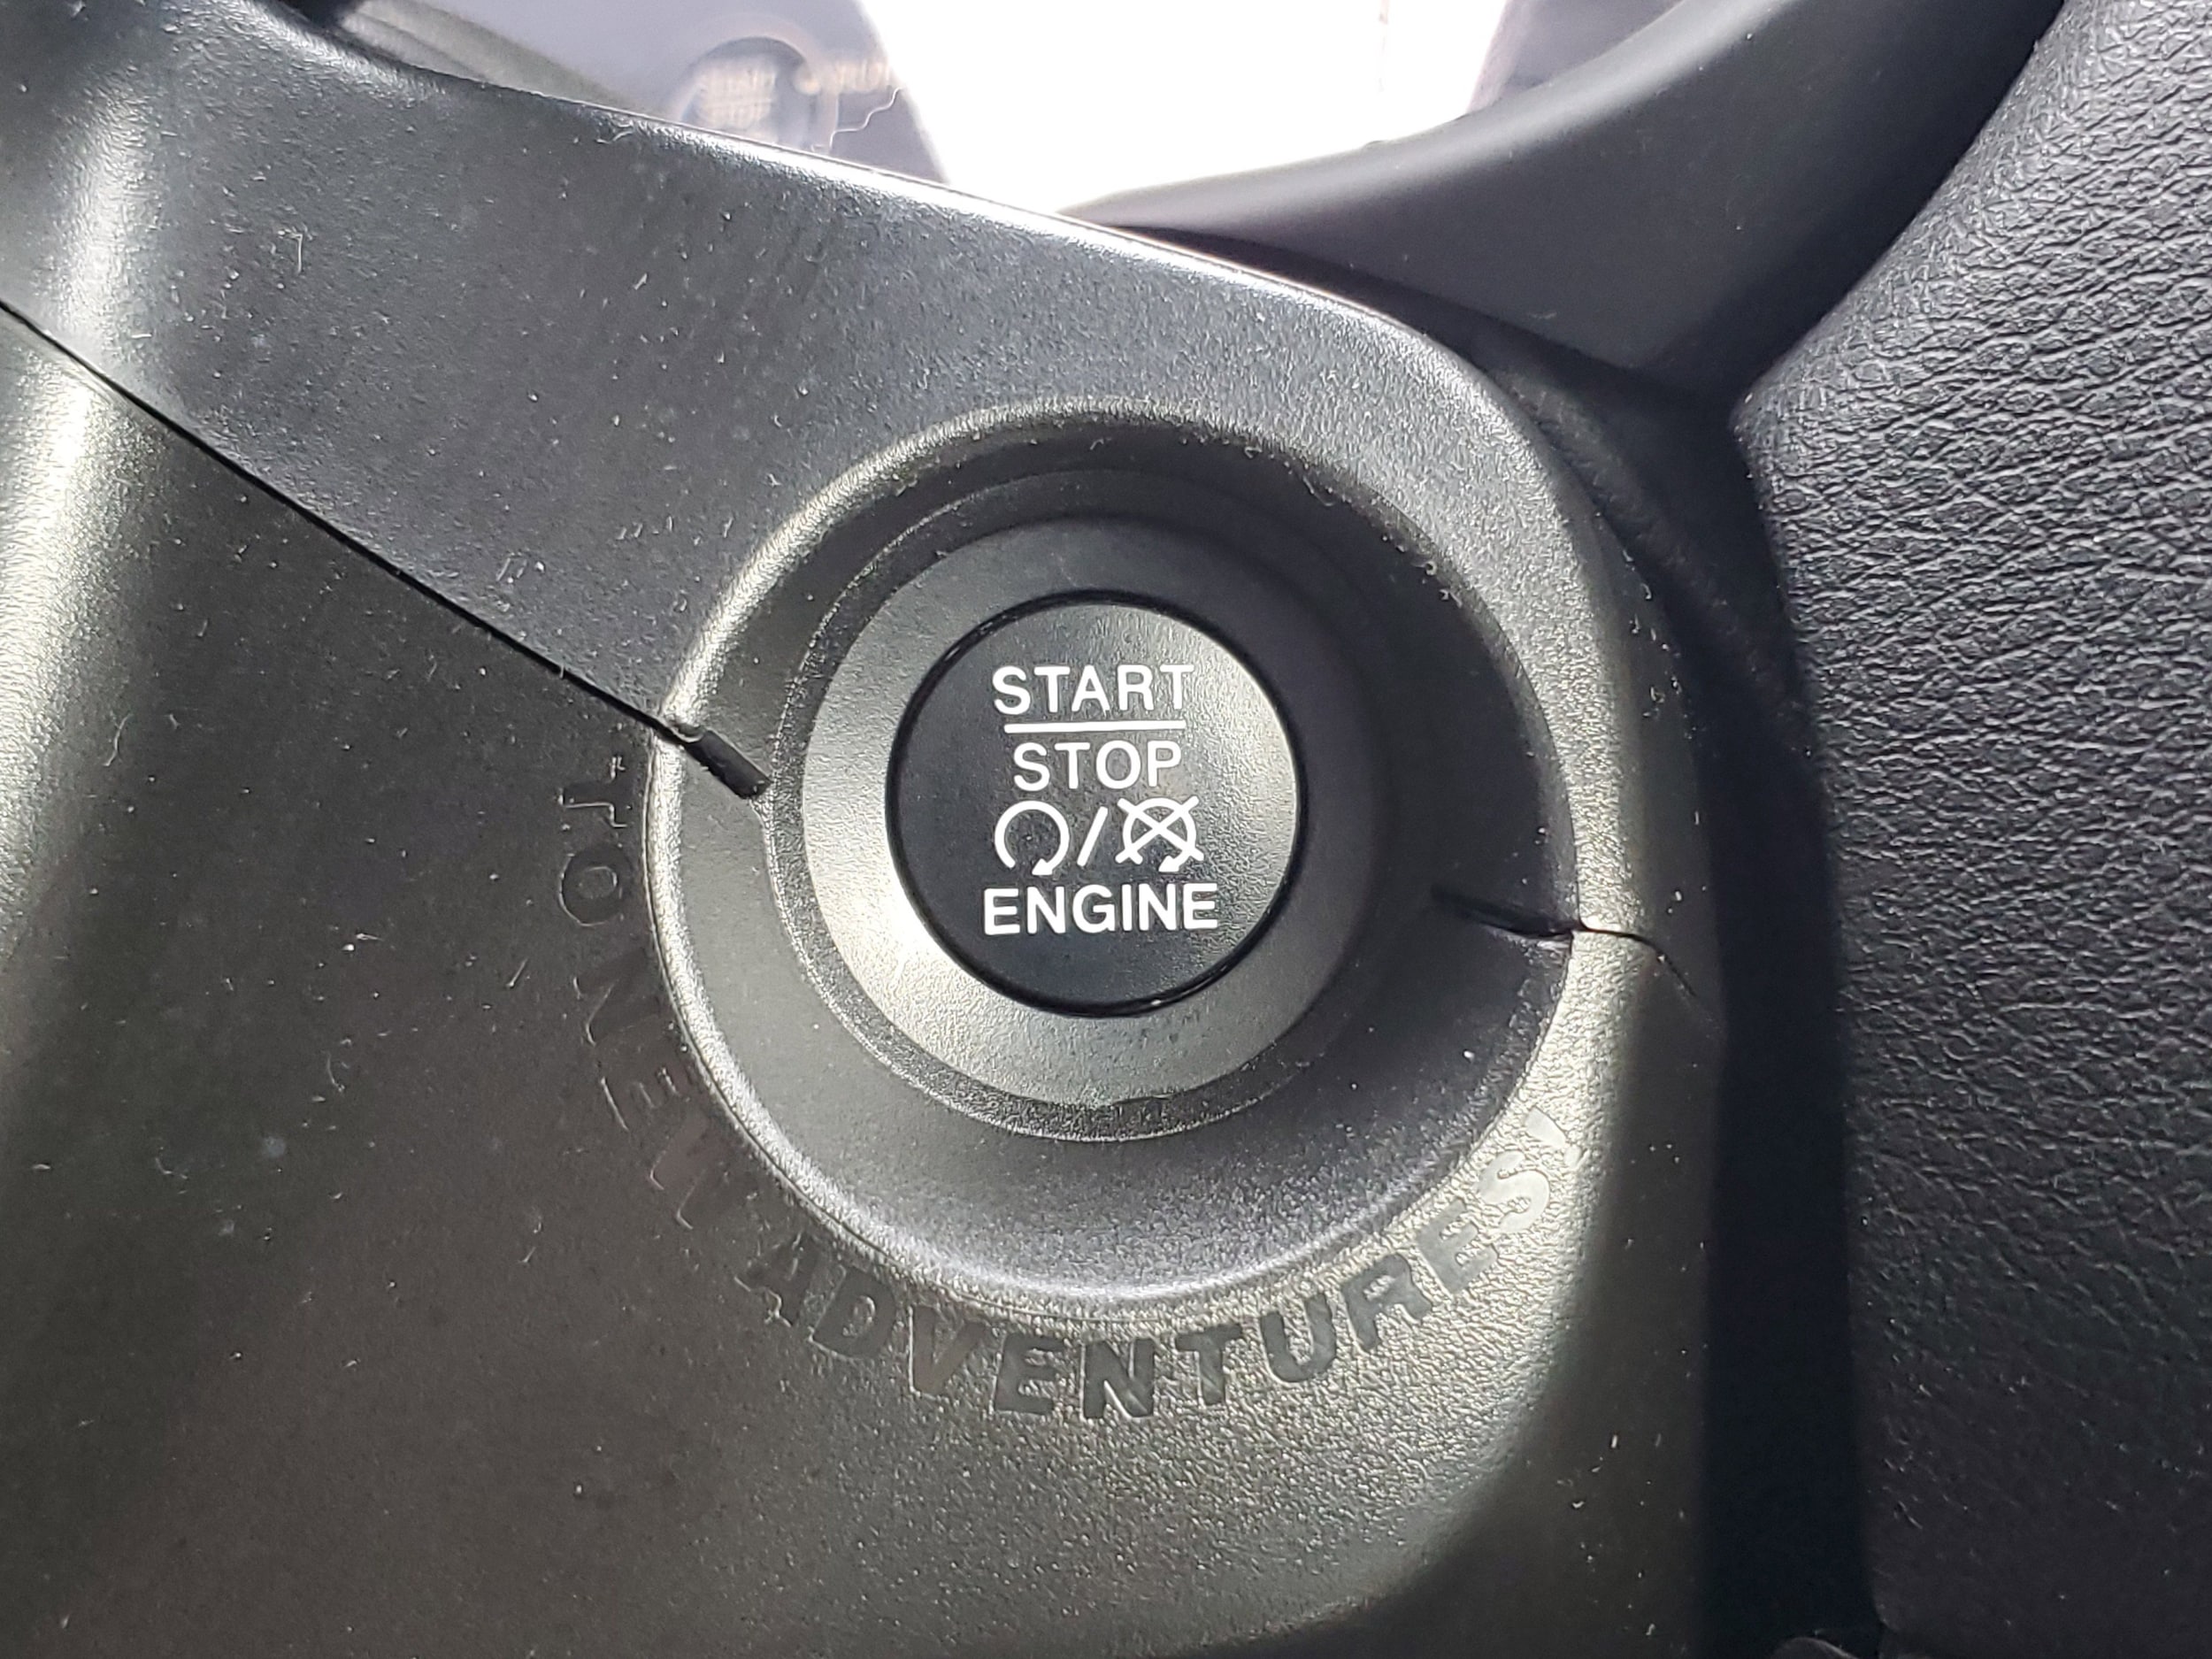 START
STOP
ENGINE
TO NEW ADVENTURES!